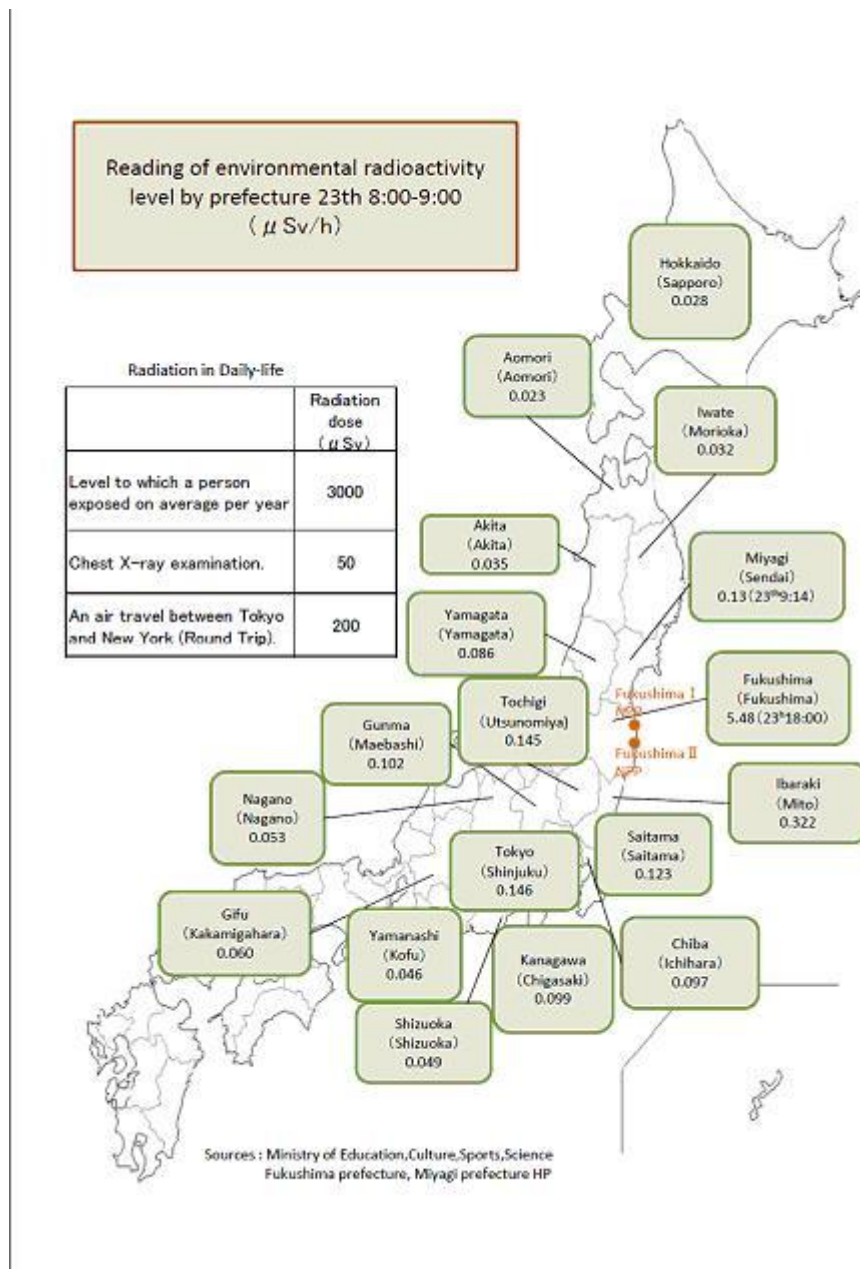 Reading of environmental radioactivity
level by prefecture 23th 8:00-9:00
(μSv/h)
Hokkaido
(Sapporo)
0.028
Aomori
(Aomori)
0.023
Iwate
(Morioka)
0.032
Radiation in Daily-life
Radiation
dose
(μSv)
Level to which a person
exposed on average per year
3000
Chest X-ray examination.
50
An air travel between Tokyo
and New York (Round Trip).
200
Akita
(Akita)
0.035
Miyagi
(Sendai)
0.13(23th9:14)
Yamagata
(Yamagata)
0.086
Fukushima
(Fukushima)
5.48(23h18:00)
Fukushima Ⅰ
NPP
Fukushima Ⅱ
NPP
Tochigi
(Utsunomiya)
0.145
Gunma
(Maebashi)
0.102
Ibaraki
(Mito)
0.322
Nagano
(Nagano)
0.053
Saitama
(Saitama)
0.123
Tokyo
(Shinjuku)
0.146
Gifu
(Kakamigahara)
0.060
Yamanashi
(Kofu)
0.046
Kanagawa
(Chigasaki)
0.099
Chiba
(Ichihara)
0.097
Shizuoka
(Shizuoka)
0.049
Sources : Ministry of Education,Culture,Sports,Science
Fukushima prefecture, Miyagi prefecture HP